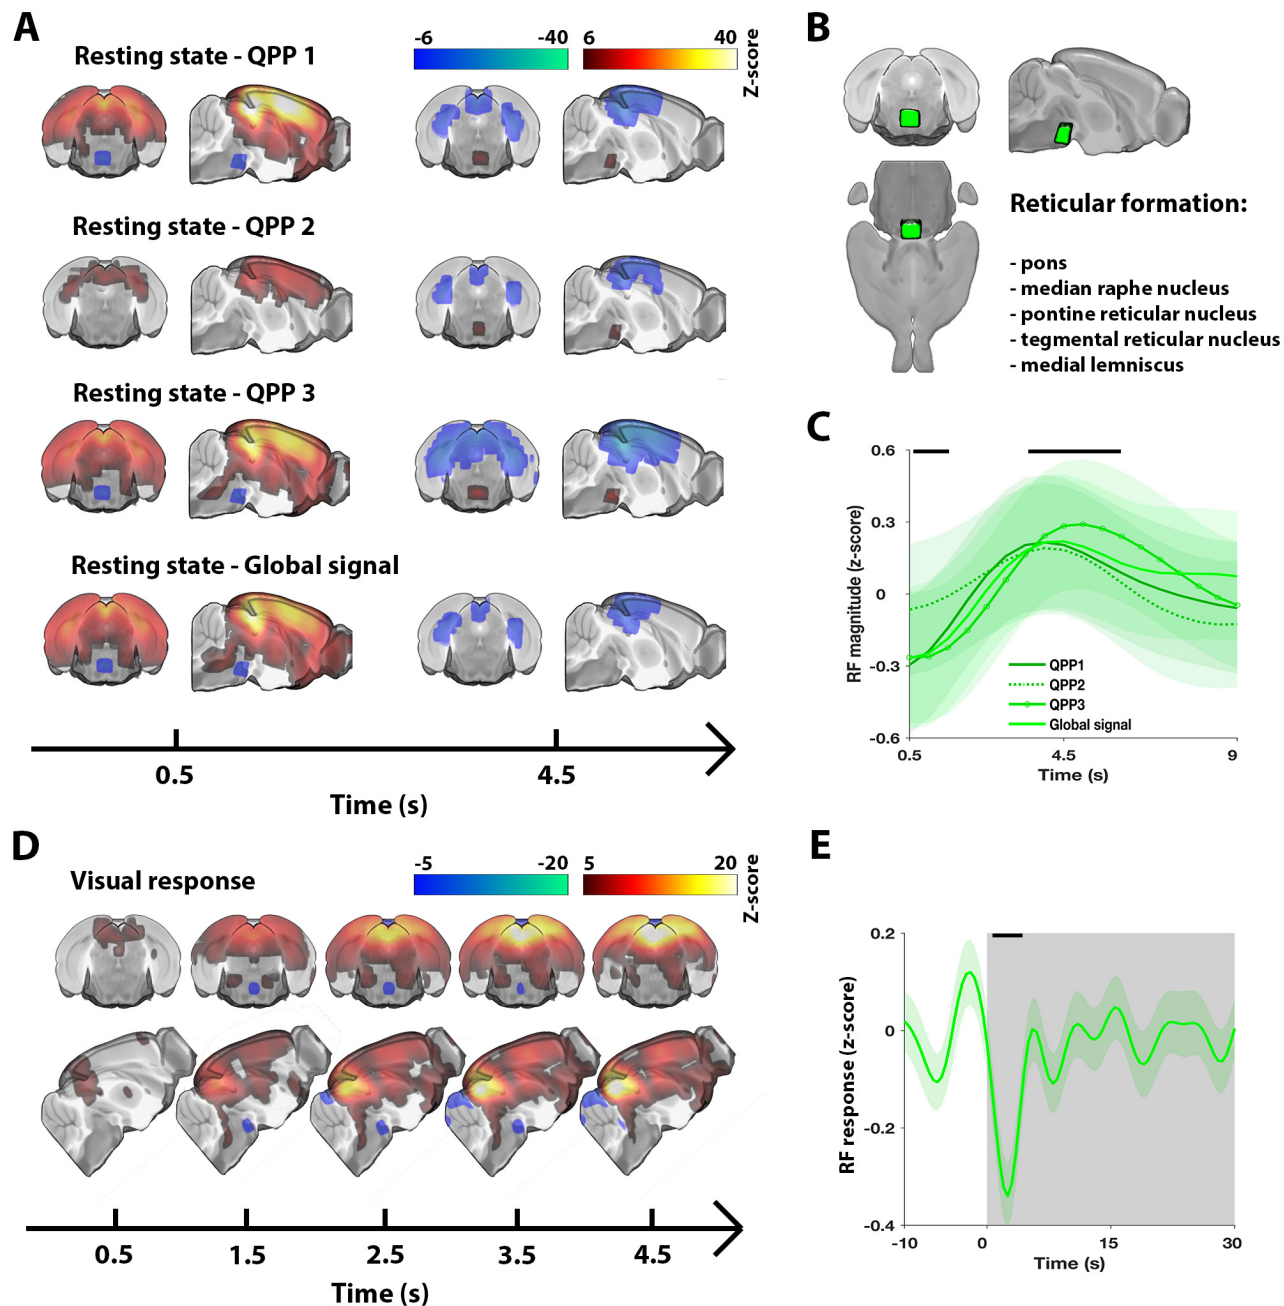 A
Resting state - QPP 1
-6
-40
6
40
Z-score
Resting state - QPP 2
Resting state - QPP 3
Resting state - Global signal
0.5
4.5
Time (s)
B
Reticular formation:
- pons
- median raphe nucleus
- pontine reticular nucleus
- tegmental reticular nucleus
- medial lemniscus
C
RF magnitude (z-score)
0.6
0.3
0
-0.3
-0.6
QPP1
QPP2
QPP3
Global signal
0.5
4.5
9
Time (s)
D
Visual response
-5
-20
5
20
Z-score
0.5
1.5
2.5
3.5
4.5
Time (s)
E
RF response (z-score)
0.2
0
-0.2
-0.4
-10
0
15
30
Time (s)